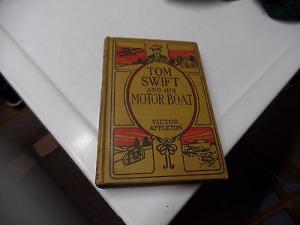 TOM
SWIFT
AND HIS
MOTOR BOAT
VICTOR
APPLETON